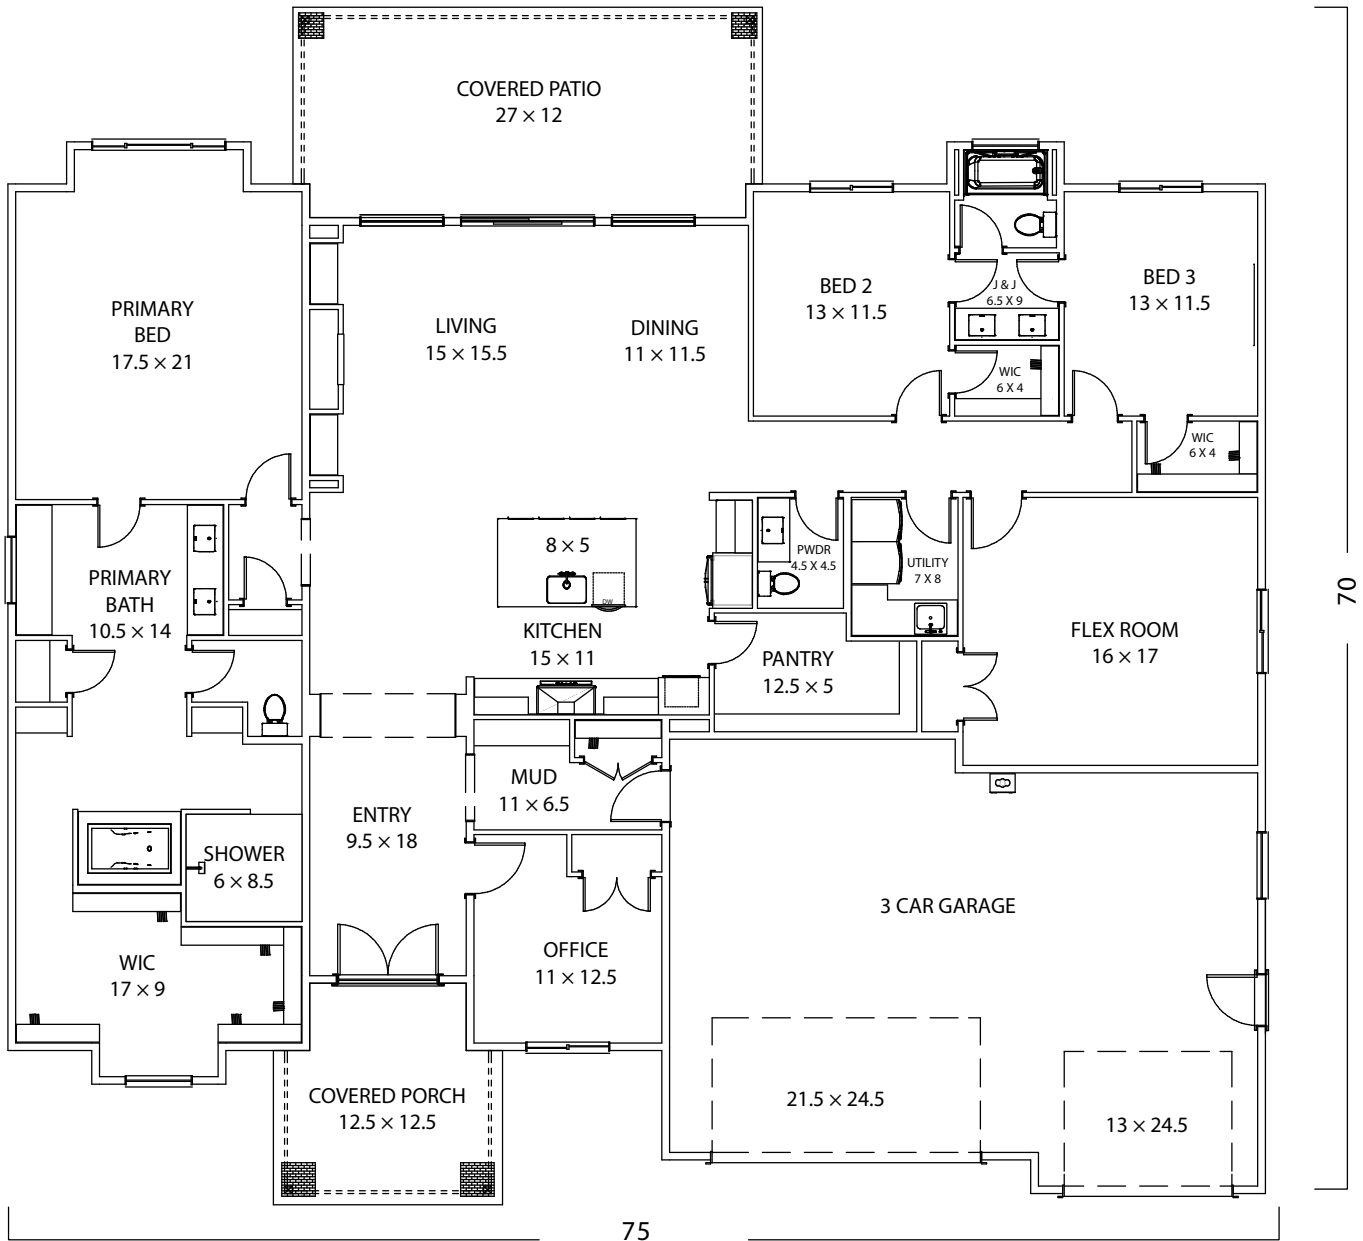 COVERED PATIO
27 × 12
70
PRIMARY
BED
17.5 × 21
LIVING
15 × 15.5
DINING
11 × 11.5
BED 2
13 × 11.5
J & J
6.5 X 9
BED 3
13 × 11.5
WIC
6 X 4
WIC
6 X 4
8 × 5
DW
KITCHEN
15 × 11
PWDR
4.5 X 4.5
UTILITY
7 X 8
PRIMARY
BATH
10.5 × 14
PANTRY
12.5 × 5
FLEX ROOM
16 × 17
MUD
11 × 6.5
ENTRY
9.5 × 18
SHOWER
6 × 8.5
3 CAR GARAGE
WIC
17 × 9
OFFICE
11 × 12.5
COVERED PORCH
12.5 × 12.5
21.5 × 24.5
13 × 24.5
75